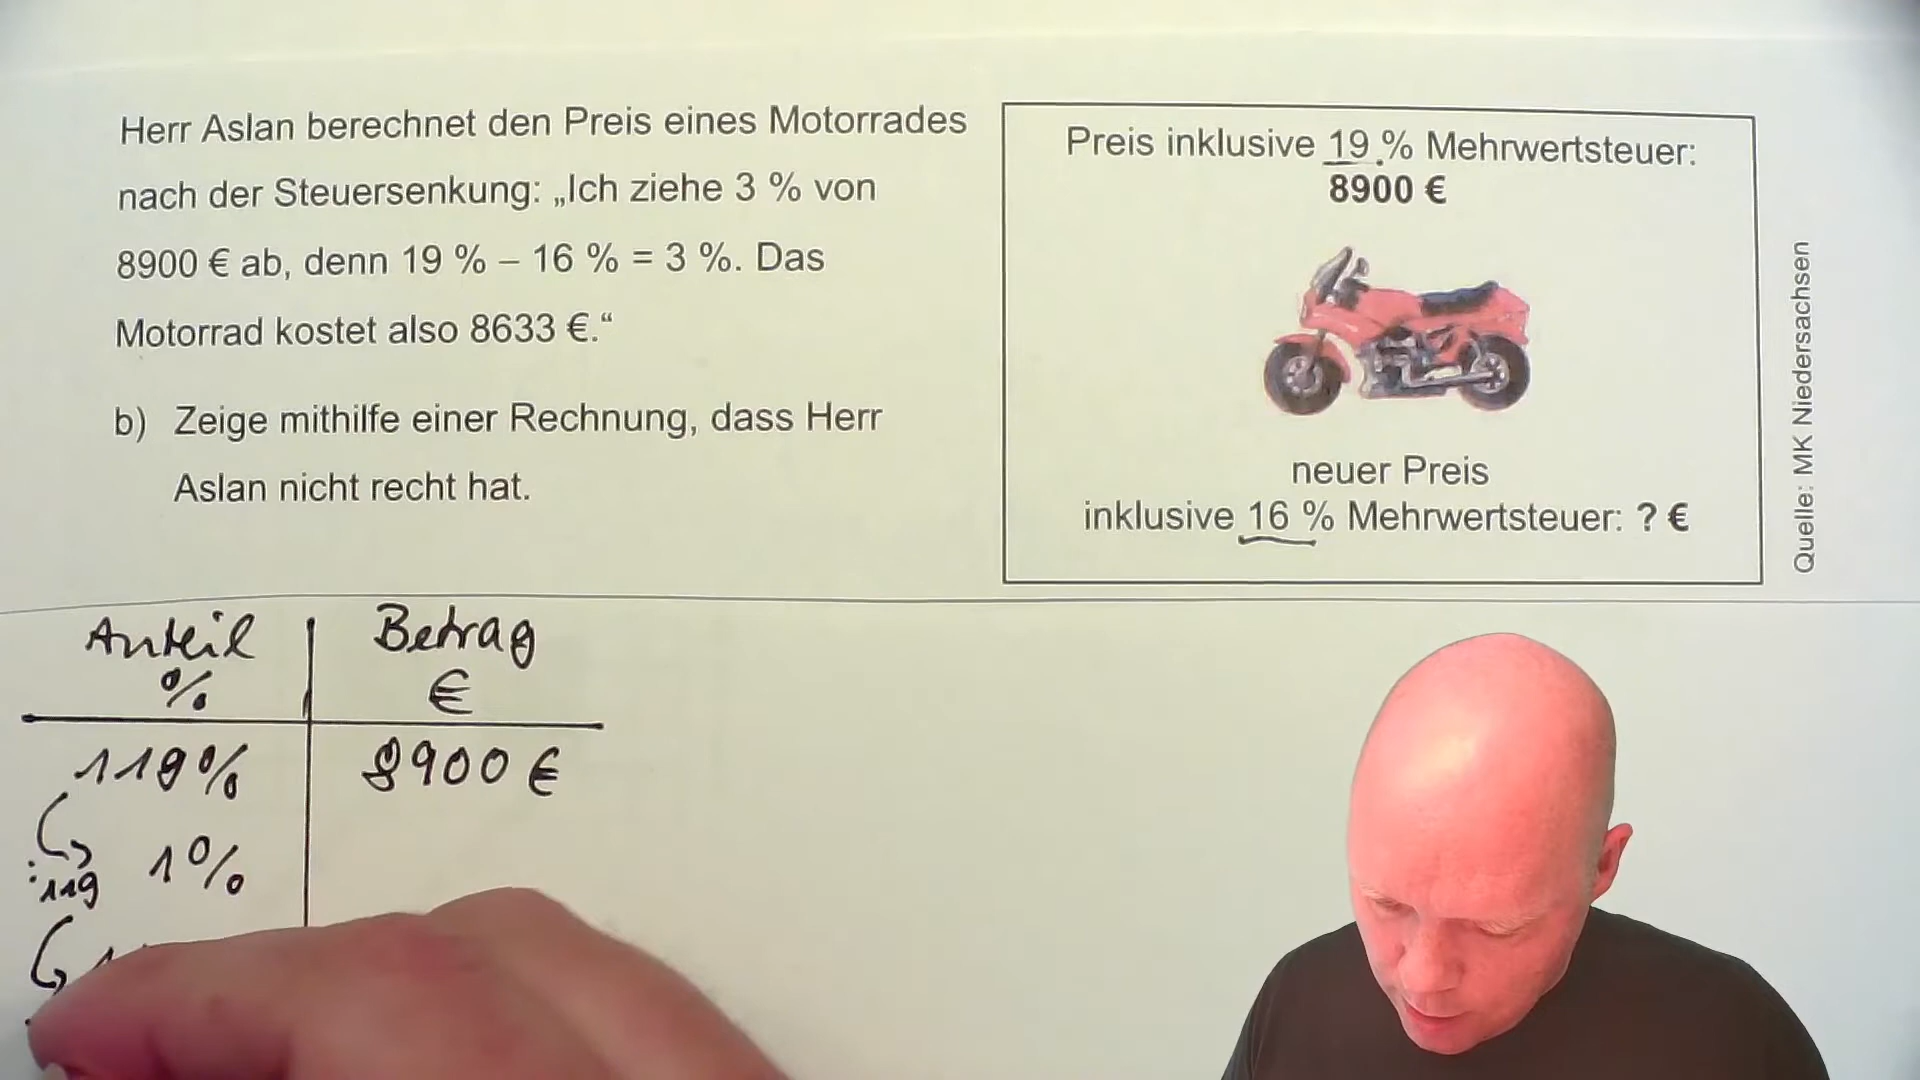 Herr Aslan berechnet den Preis eines Motorrades
nach der Steuersenkung: „Ich ziehe 3 % von
8900 € ab, denn 19 % – 16 % = 3 %. Das
Motorrad kostet also 8633 €.“
b) Zeige mithilfe einer Rechnung, dass Herr
Aslan nicht recht hat.
Preis inklusive 19 % Mehrwertsteuer:
8900 €
neuer Preis
inklusive 16 % Mehrwertsteuer: ? €
Quelle: MK Niedersachsen
Anteil Betrag
% €
119% 8900 €
1%
:119